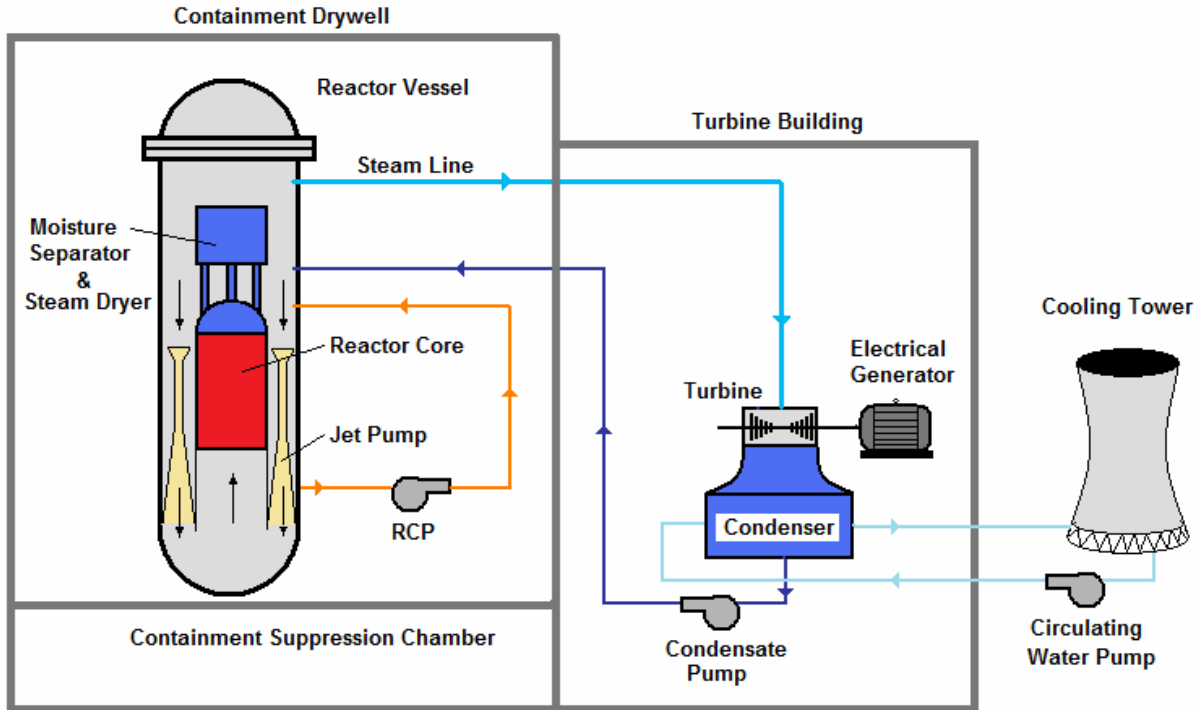 Containment Drywell
Reactor Vessel
Turbine Building
Steam Line
Moisture
Separator
&
Steam Dryer
Cooling Tower
Reactor Core
Electrical
Generator
Turbine
Jet Pump
RCP
Condenser
Containment Suppression Chamber
Condensate
Pump
Circulating
Water Pump